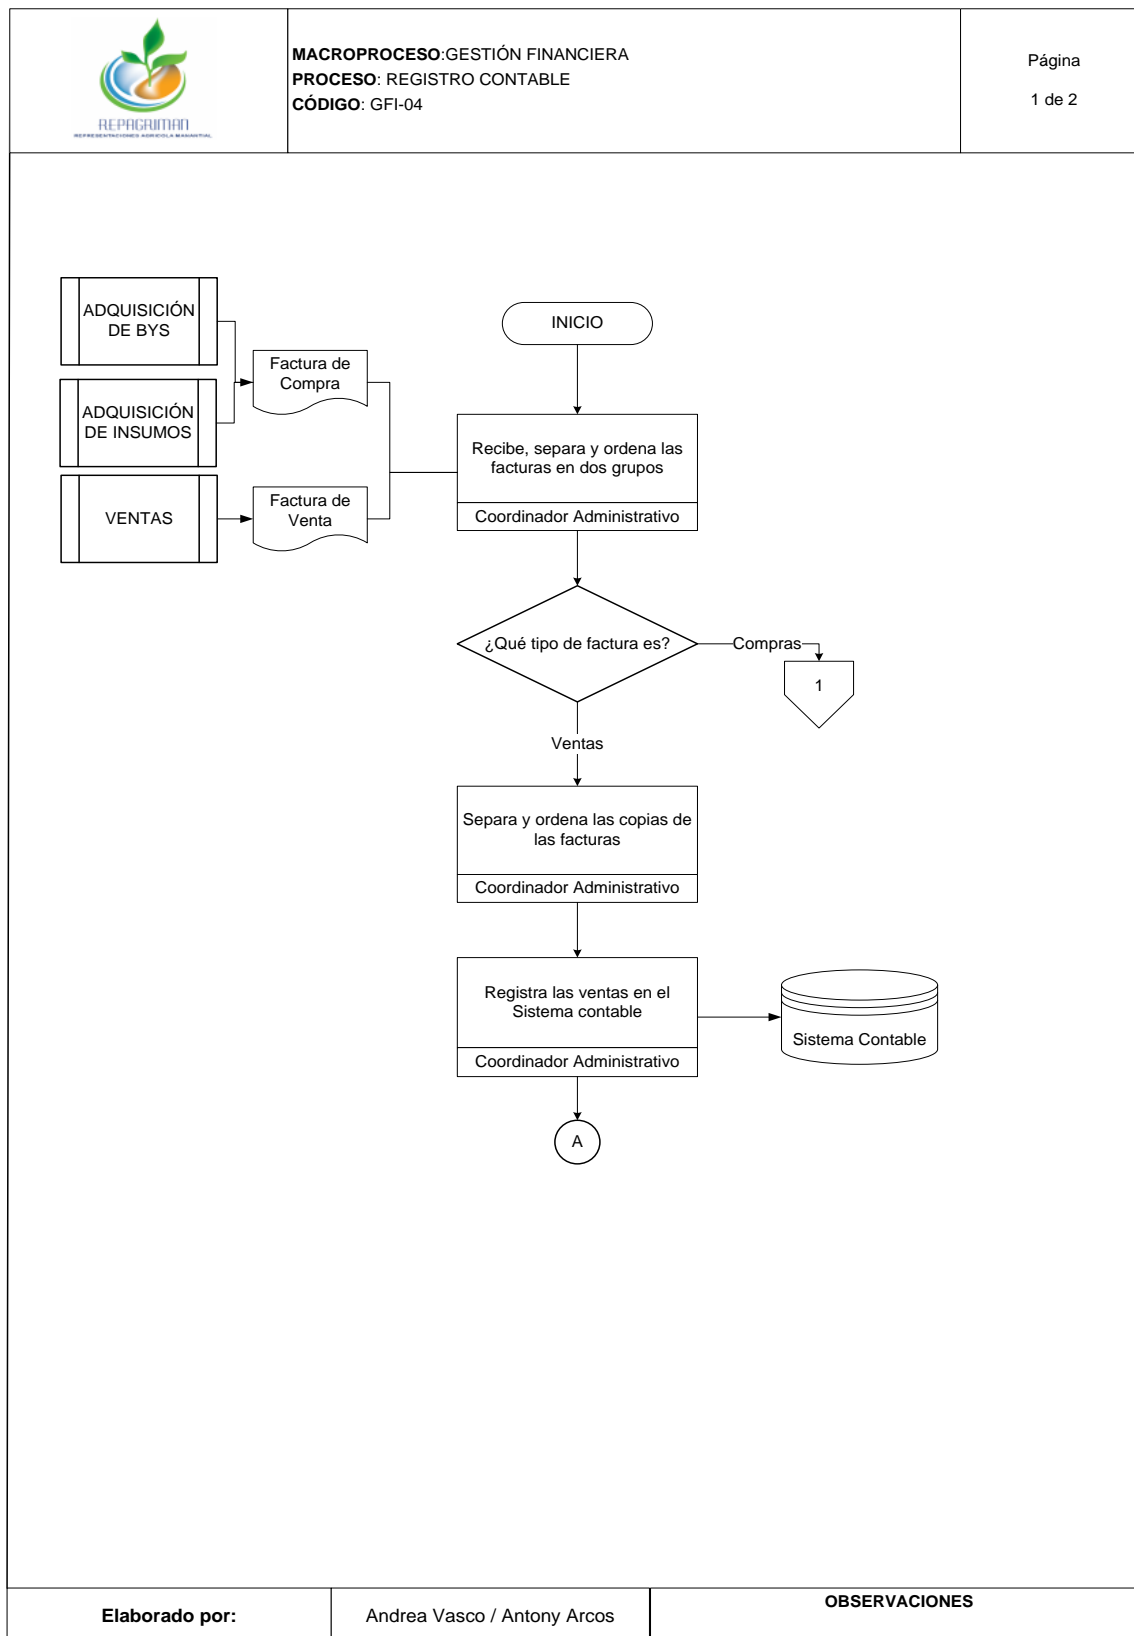 REPAGRIMAN
REPRESENTACIONES AGRICOLA MANANTIAL
MACROPROCESO:GESTIÓN FINANCIERA
PROCESO: REGISTRO CONTABLE
CÓDIGO: GFI-04
Página
1 de 2
ADQUISICIÓN
DE BYS
ADQUISICIÓN
DE INSUMOS
VENTAS
Factura de
Compra
Factura de
Venta
INICIO
Recibe, separa y ordena las
facturas en dos grupos
Coordinador Administrativo
¿Qué tipo de factura es?
Compras
1
Ventas
Separa y ordena las copias de
las facturas
Coordinador Administrativo
Registra las ventas en el
Sistema contable
Coordinador Administrativo
Sistema Contable
A
Elaborado por:
Andrea Vasco / Antony Arcos
OBSERVACIONES